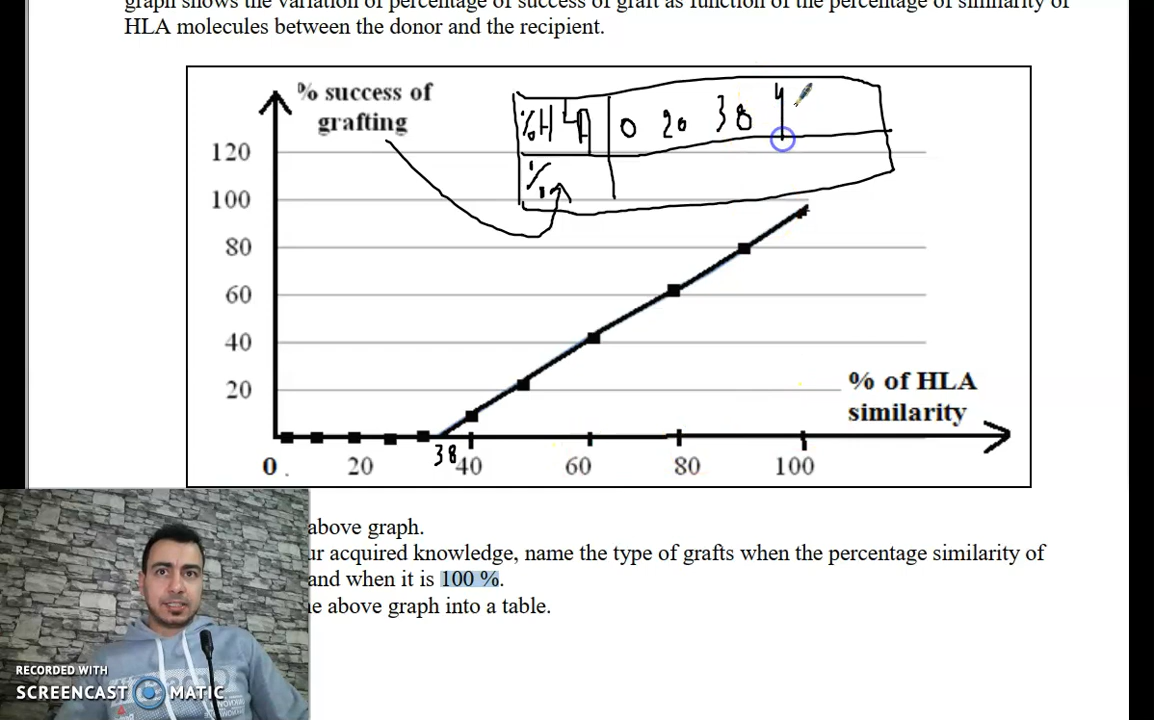 graph shows the variation of percentage of success of graft as function of the percentage of similarity of
HLA molecules between the donor and the recipient.
% success of
grafting
%HLA 0 20 38 4
%
120
100
80
60
40
20
% of HLA
similarity
38
0 20 40 60 80 100
above graph.
ur acquired knowledge, name the type of grafts when the percentage similarity of
and when it is 100 %.
e above graph into a table.
RECORDED WITH
SCREENCAST MATIC